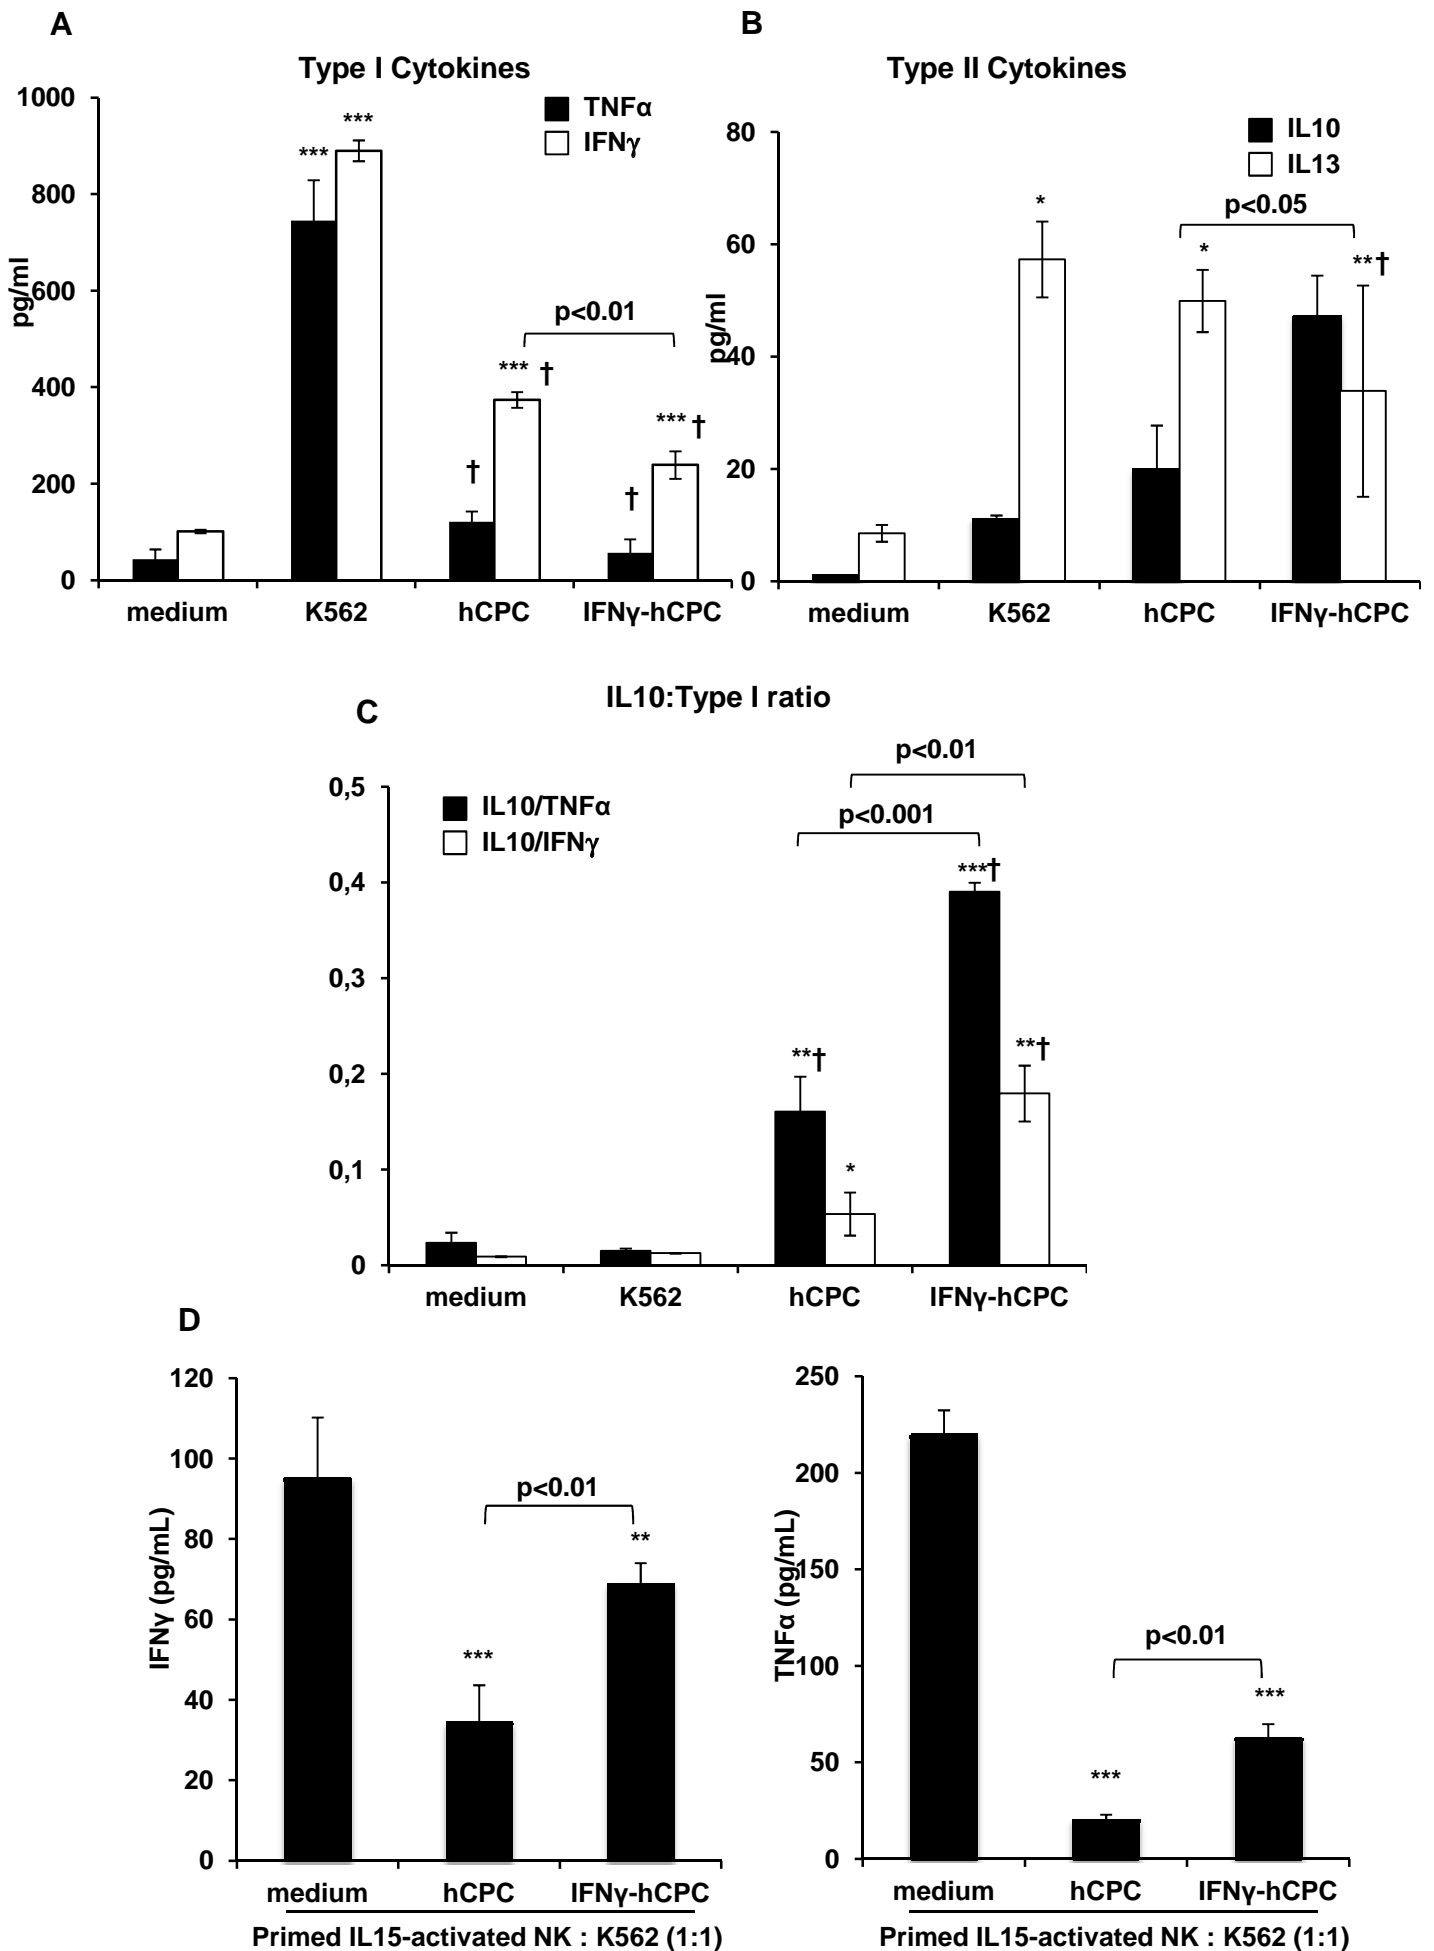 A
Type I Cytokines
TNFα
IFNγ
1000
800
600
400
200
0
pg/ml
***
***
p<0.01
*** †
†
*** †
†
medium K562 hCPC IFNγ-hCPC
B
Type II Cytokines
IL10
IL13
80
60
40
20
0
pg/ml
p<0.05
*
*
**†
medium K562 hCPC IFNγ-hCPC
C
IL10:Type I ratio
IL10/TNFα
IL10/IFNγ
0,5
0,4
0,3
0,2
0,1
0
p<0.01
p<0.001
***†
**†
**†
*
medium K562 hCPC IFNγ-hCPC
D
120
100
80
60
40
20
0
IFNγ (pg/mL)
p<0.01
**
***
medium hCPC IFNγ-hCPC
Primed IL15-activated NK : K562 (1:1)
250
200
150
100
50
0
TNFα (pg/mL)
p<0.01
***
***
medium hCPC IFNγ-hCPC
Primed IL15-activated NK : K562 (1:1)